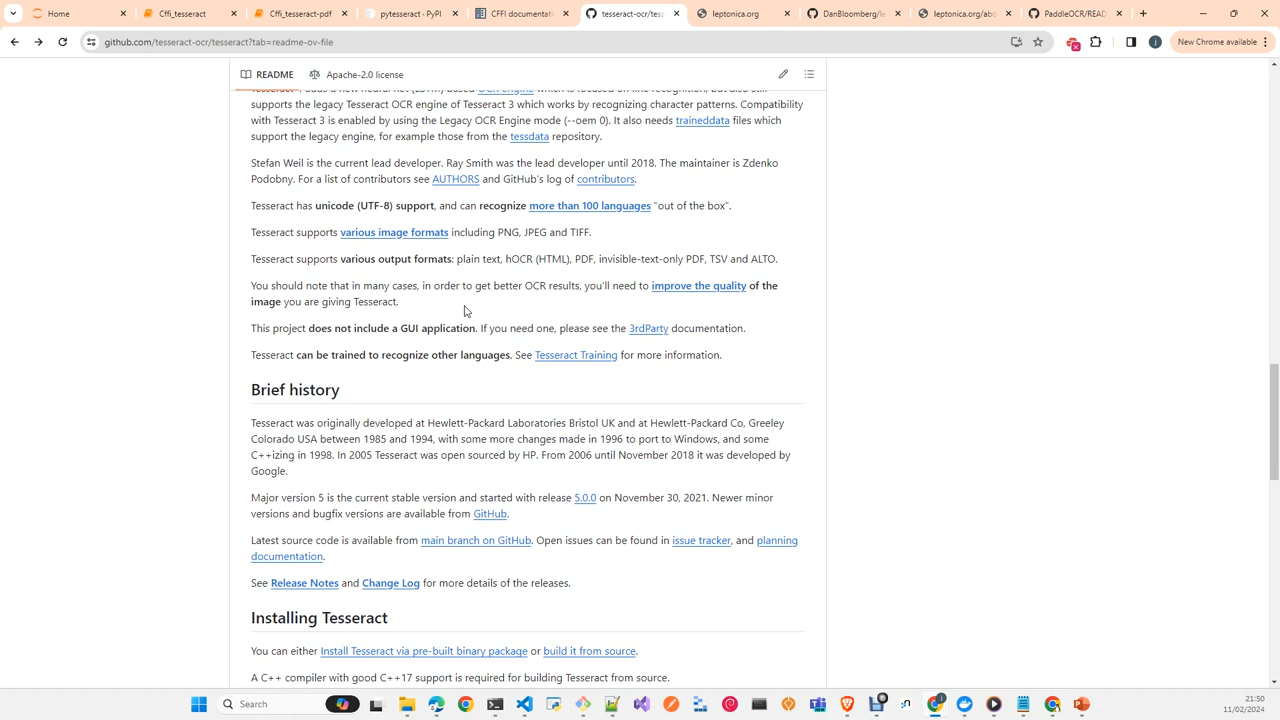 Home
Cffi_tesseract
Cffi_tesseract-pdf
pytesseract - PyPI
CFFI documentati
tesseract-ocr/tess
leptonica.org
DanBloomberg/le
leptonica.org/abo
PaddleOCR/READ
github.com/tesseract-ocr/tesseract?tab=readme-ov-file
New Chrome available
README
Apache-2.0 license
supports the legacy Tesseract OCR engine of Tesseract 3 which works by recognizing character patterns. Compatibility
with Tesseract 3 is enabled by using the Legacy OCR Engine mode (--oem 0). It also needs traineddata files which
support the legacy engine, for example those from the tessdata repository.
Stefan Weil is the current lead developer. Ray Smith was the lead developer until 2018. The maintainer is Zdenko
Podobny. For a list of contributors see AUTHORS and GitHub's log of contributors.
Tesseract has unicode (UTF-8) support, and can recognize more than 100 languages "out of the box".
Tesseract supports various image formats including PNG, JPEG and TIFF.
Tesseract supports various output formats: plain text, hOCR (HTML), PDF, invisible-text-only PDF, TSV and ALTO.
You should note that in many cases, in order to get better OCR results, you'll need to improve the quality of the
image you are giving Tesseract.
This project does not include a GUI application. If you need one, please see the 3rdParty documentation.
Tesseract can be trained to recognize other languages. See Tesseract Training for more information.
Brief history
Tesseract was originally developed at Hewlett-Packard Laboratories Bristol UK and at Hewlett-Packard Co, Greeley
Colorado USA between 1985 and 1994, with some more changes made in 1996 to port to Windows, and some
C++izing in 1998. In 2005 Tesseract was open sourced by HP. From 2006 until November 2018 it was developed by
Google.
Major version 5 is the current stable version and started with release 5.0.0 on November 30, 2021. Newer minor
versions and bugfix versions are available from GitHub.
Latest source code is available from main branch on GitHub. Open issues can be found in issue tracker, and planning
documentation.
See Release Notes and Change Log for more details of the releases.
Installing Tesseract
You can either Install Tesseract via pre-built binary package or build it from source.
A C++ compiler with good C++17 support is required for building Tesseract from source.
Search
21:50
11/02/2024